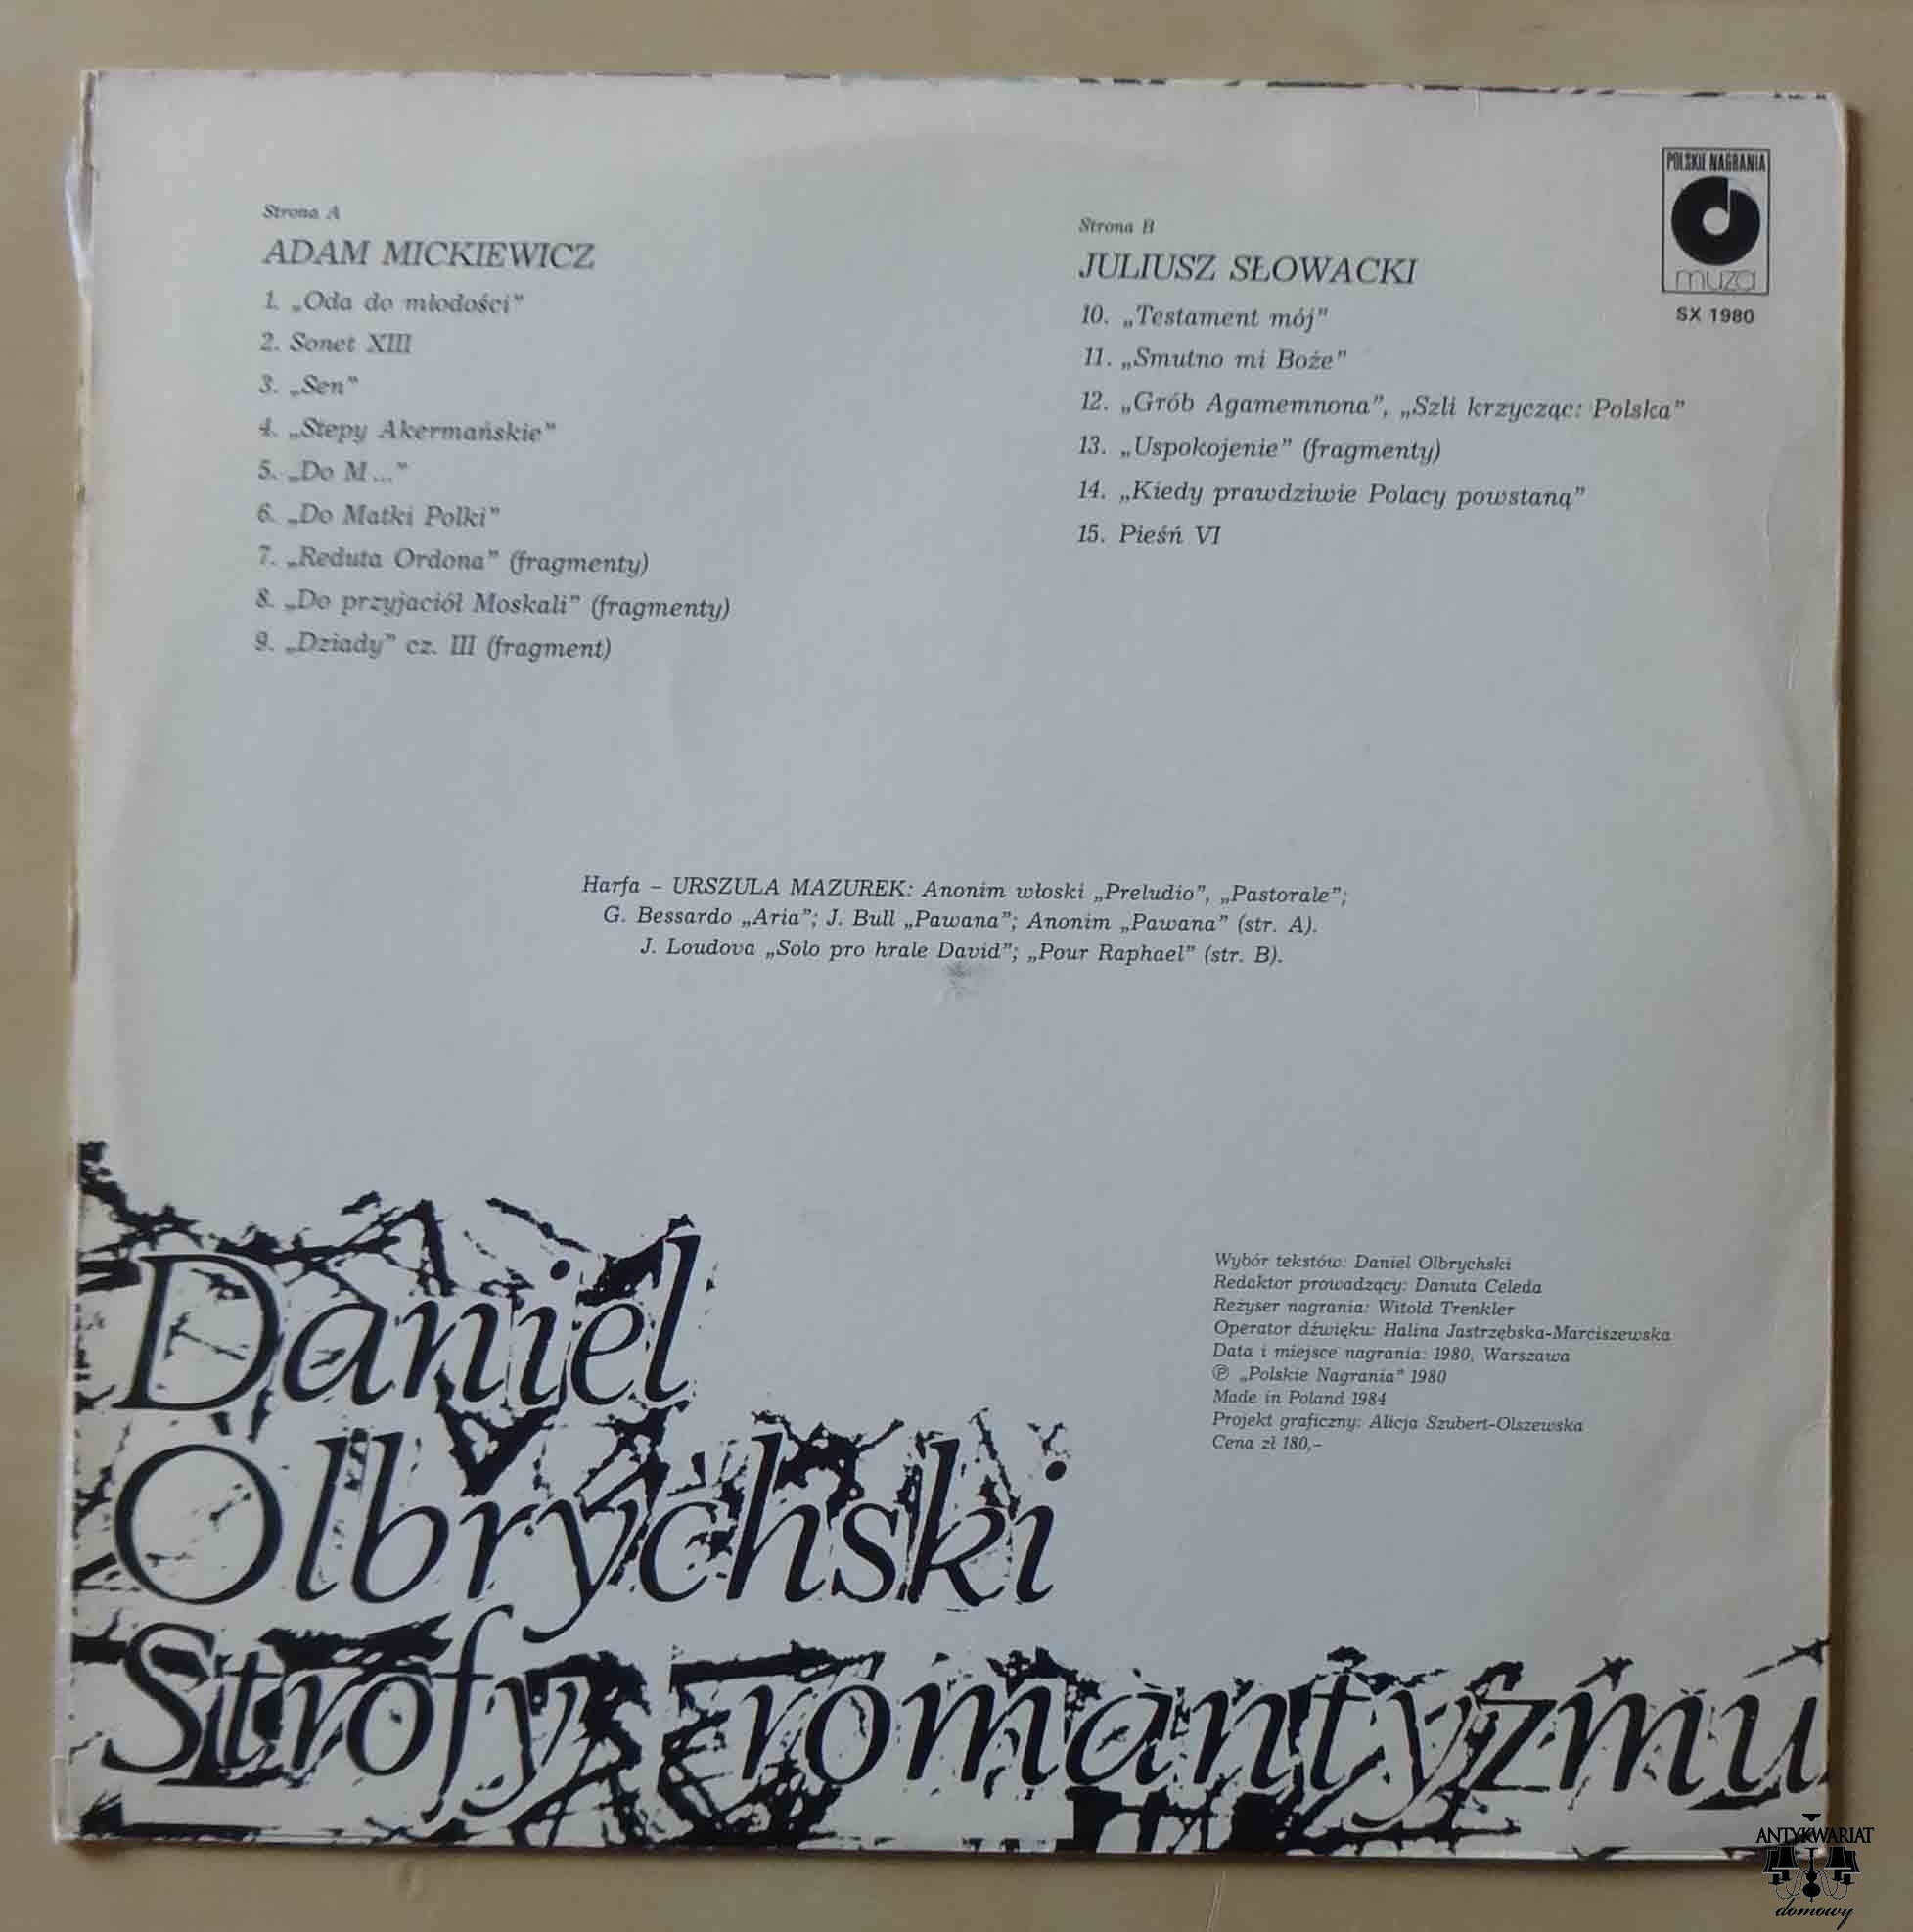 Strona A
ADAM MICKIEWICZ
1. „Oda do młodości”
2. Sonet XIII
3. „Sen”
4. „Stepy Akermańskie”
5. „Do M...”
6. „Do Matki Polki”
7. „Reduta Ordona” (fragmenty)
8. „Do przyjaciół Moskali” (fragmenty)
9. „Dziady” cz. III (fragment)
Strona B
JULIUSZ SŁOWACKI
10. „Testament mój”
11. „Smutno mi Boże”
12. „Grób Agamemnona”, „Szli krzycząc: Polska”
13. „Uspokojenie” (fragmenty)
14. „Kiedy prawdziwie Polacy powstaną”
15. Pieśń VI
POLSKIE NAGRANIA
muza
SX 1980
Harfa – URSZULA MAZUREK: Anonim włoski „Preludio”, „Pastorale”;
G. Bessardo „Aria”; J. Bull „Pawana”; Anonim „Pawana” (str. A).
J. Loudova „Solo pro hrale David”; „Pour Raphael” (str. B).
Wybór tekstów: Daniel Olbrychski
Redaktor prowadzący: Danuta Celeda
Reżyser nagrania: Witold Trenkler
Operator dźwięku: Halina Jastrzębska-Marciszewska
Data i miejsce nagrania: 1980, Warszawa
℗ „Polskie Nagrania” 1980
Made in Poland 1984
Projekt graficzny: Alicja Szubert-Olszewska
Cena zł 180,–
Daniel
Olbrychski
Strofy romantyzmu
ANTYKWARIAT
domowy